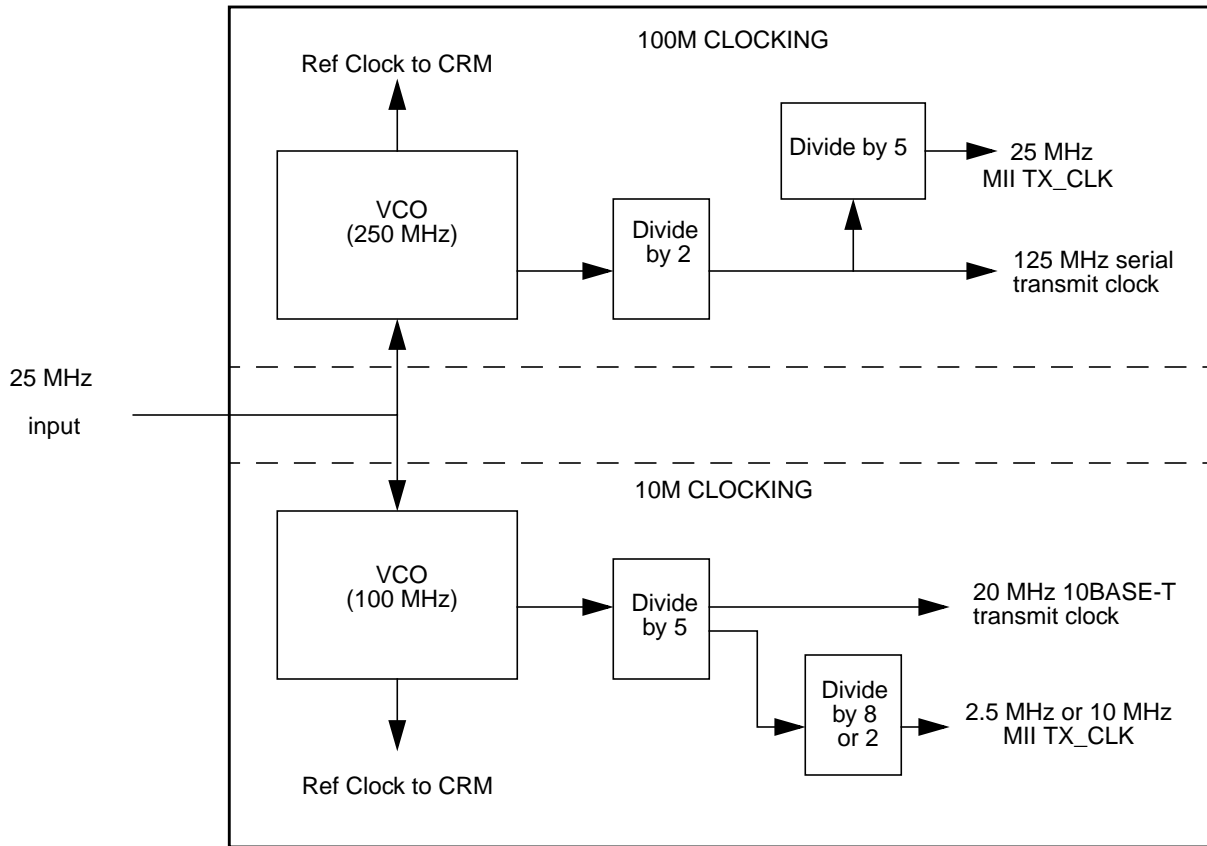 100M CLOCKING
Ref Clock to CRM
Divide by 5
25 MHz
MII TX_CLK
VCO
(250 MHz)
Divide
by 2
125 MHz serial
transmit clock
25 MHz
input
10M CLOCKING
VCO
(100 MHz)
Divide
by 5
20 MHz 10BASE-T
transmit clock
Divide
by 8
or 2
2.5 MHz or 10 MHz
MII TX_CLK
Ref Clock to CRM